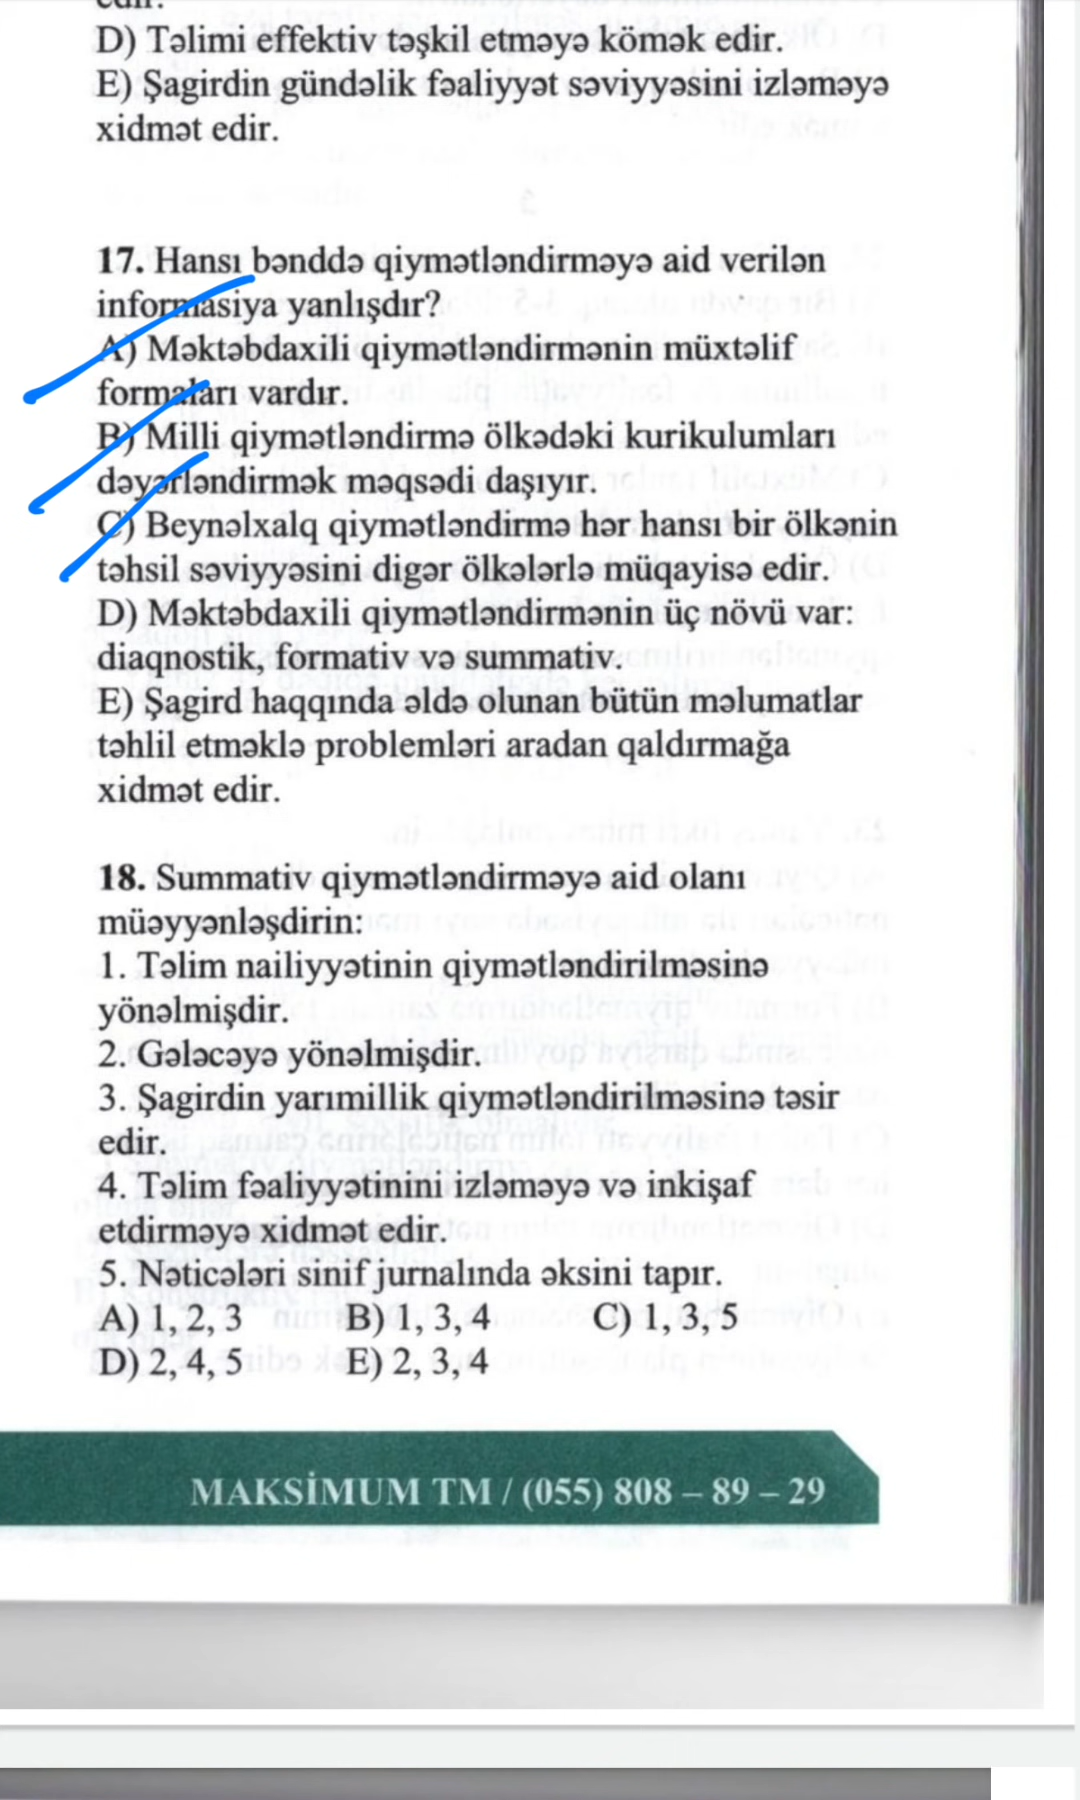 D) Təlimi effektiv təşkil etməyə kömək edir.
E) Şagirdin gündəlik fəaliyyət səviyyəsini izləməyə
xidmət edir.
17. Hansı bənddə qiymətləndirməyə aid verilən
informasiya yanlışdır?
A) Məktəbdaxili qiymətləndirmənin müxtəlif
formaları vardır.
B) Milli qiymətləndirmə ölkədəki kurikulumları
dəyərləndirmək məqsədi daşıyır.
C) Beynəlxalq qiymətləndirmə hər hansı bir ölkənin
təhsil səviyyəsini digər ölkələrlə müqayisə edir.
D) Məktəbdaxili qiymətləndirmənin üç növü var:
diaqnostik, formativ və summativ.
E) Şagird haqqında əldə olunan bütün məlumatlar
təhlil etməklə problemləri aradan qaldırmağa
xidmət edir.
18. Summativ qiymətləndirməyə aid olanı
müəyyənləşdirin:
1. Təlim nailiyyətinin qiymətləndirilməsinə
yönəlmişdir.
2. Gələcəyə yönəlmişdir.
3. Şagirdin yarımillik qiymətləndirilməsinə təsir
edir.
4. Təlim fəaliyyətinini izləməyə və inkişaf
etdirməyə xidmət edir.
5. Nəticələri sinif jurnalında əksini tapır.
A) 1, 2, 3 B) 1, 3, 4 C) 1, 3, 5
D) 2, 4, 5 E) 2, 3, 4
MAKSİMUM TM / (055) 808 – 89 – 29